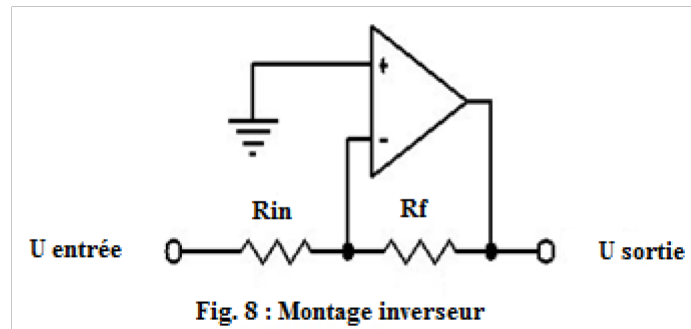 +
-
Rin
Rf
U entrée
U sortie
Fig. 8 : Montage inverseur